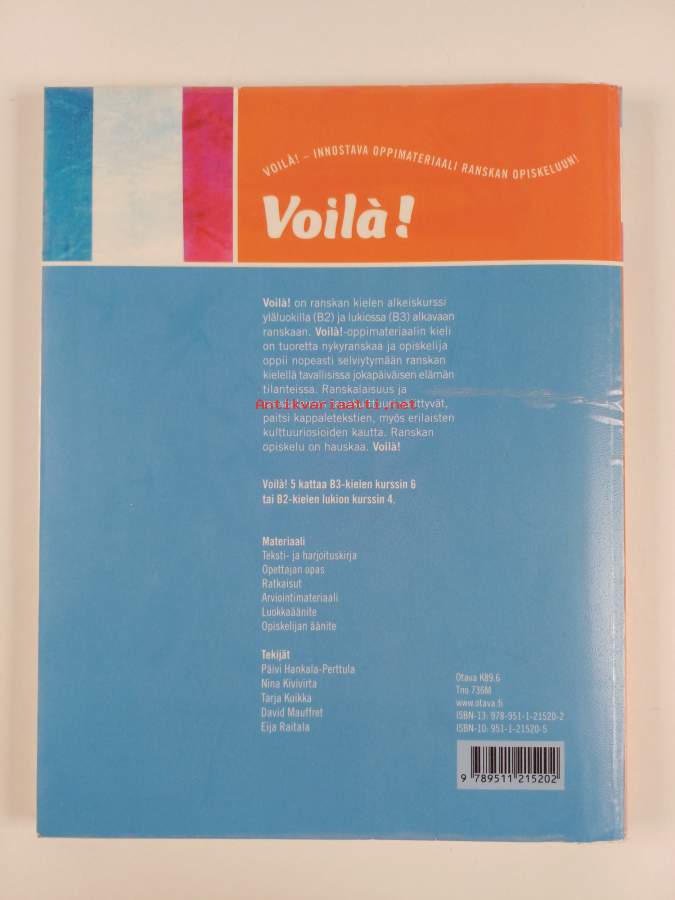 VOILÀ! – INNOSTAVA OPPIMATERIAALI RANSKAN OPISKELUUN!
Voilà!
Voilà! on ranskan kielen alkeiskurssi
yläluokilla (B2) ja lukiossa (B3) alkavaan
ranskaan. Voilà!-oppimateriaalin kieli
on tuoretta nykyranskaa ja opiskelija
oppii nopeasti selviytymään ranskan
kielellä tavallisissa jokapäiväisen elämän
tilanteissa. Ranskalaisuus ja
Antikvariaatti.net
paitsi kappaletekstien, myös erilaisten
kulttuuriosioiden kautta. Ranskan
opiskelu on hauskaa. Voilà!
Voilà! 5 kattaa B3-kielen kurssin 6
tai B2-kielen lukion kurssin 4.
Materiaali
Teksti- ja harjoituskirja
Opettajan opas
Ratkaisut
Arviointimateriaali
Luokkaäänite
Opiskelijan äänite
Tekijät
Päivi Hankala-Perttula
Nina Kivivirta
Tarja Kuikka
David Mauffret
Eija Raitala
Otava K89.6
Tno 736M
www.otava.fi
ISBN-13: 978-951-1-21520-2
ISBN-10: 951-1-21520-5
9 789511 215202